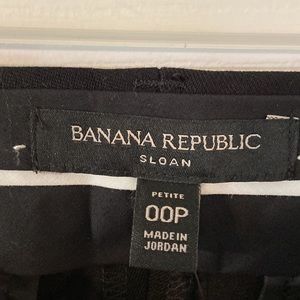 BANANA REPUBLIC
SLOAN
PETITE
00P
MADE IN
JORDAN